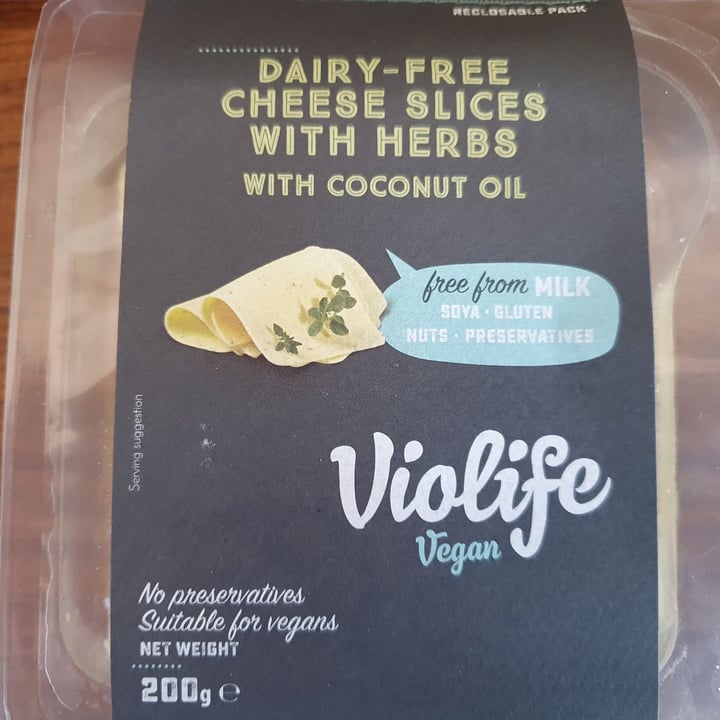 RECLOSABLE PACK
DAIRY-FREE
CHEESE SLICES
WITH HERBS
WITH COCONUT OIL
free from MILK
SOYA · GLUTEN
NUTS · PRESERVATIVES
Serving suggestion
Violife
Vegan
No preservatives
Suitable for vegans
NET WEIGHT
200g ℮